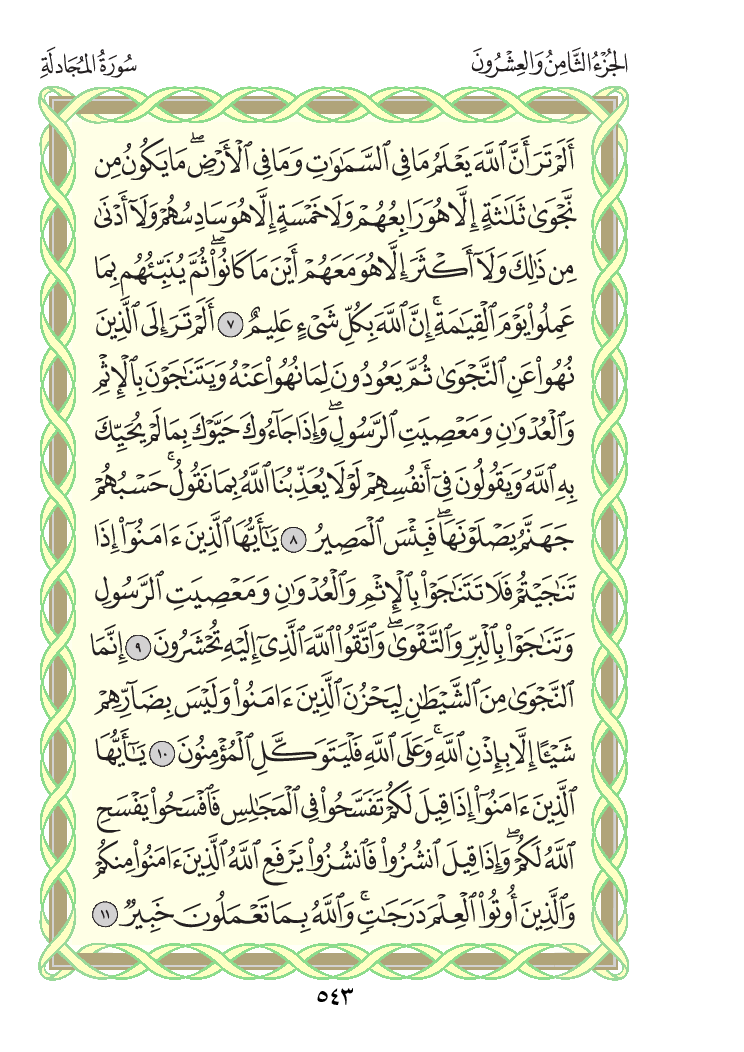 الجُزْءُ الثَّامِنُ وَالعِشْرُونَ
سُورَةُ المُجَادلَةِ
أَلَمْ تَرَ أَنَّ ٱللَّهَ يَعْلَمُ مَا فِي ٱلسَّمَٰوَٰتِ وَمَا فِي ٱلْأَرْضِۖ مَا يَكُونُ مِن
نَّجْوَىٰ ثَلَٰثَةٍ إِلَّا هُوَ رَابِعُهُمْ وَلَا خَمْسَةٍ إِلَّا هُوَ سَادِسُهُمْ وَلَآ أَدْنَىٰ
مِن ذَٰلِكَ وَلَآ أَكْثَرَ إِلَّا هُوَ مَعَهُمْ أَيْنَ مَا كَانُوا۟ۖ ثُمَّ يُنَبِّئُهُم بِمَا
عَمِلُوا۟ يَوْمَ ٱلْقِيَٰمَةِۚ إِنَّ ٱللَّهَ بِكُلِّ شَىْءٍ عَلِيمٌ ٧ أَلَمْ تَرَ إِلَى ٱلَّذِينَ
نُهُوا۟ عَنِ ٱلنَّجْوَىٰ ثُمَّ يَعُودُونَ لِمَا نُهُوا۟ عَنْهُ وَيَتَنَٰجَوْنَ بِٱلْإِثْمِ
وَٱلْعُدْوَٰنِ وَمَعْصِيَتِ ٱلرَّسُولِۖ وَإِذَا جَآءُوكَ حَيَّوْكَ بِمَا لَمْ يُحَيِّكَ
بِهِ ٱللَّهُ وَيَقُولُونَ فِىٓ أَنفُسِهِمْ لَوْلَا يُعَذِّبُنَا ٱللَّهُ بِمَا نَقُولُۚ حَسْبُهُمْ
جَهَنَّمُ يَصْلَوْنَهَاۖ فَبِئْسَ ٱلْمَصِيرُ ٨ يَٰٓأَيُّهَا ٱلَّذِينَ ءَامَنُوٓا۟ إِذَا
تَنَٰجَيْتُمْ فَلَا تَتَنَٰجَوْا۟ بِٱلْإِثْمِ وَٱلْعُدْوَٰنِ وَمَعْصِيَتِ ٱلرَّسُولِ
وَتَنَٰجَوْا۟ بِٱلْبِرِّ وَٱلتَّقْوَىٰۖ وَٱتَّقُوا۟ ٱللَّهَ ٱلَّذِىٓ إِلَيْهِ تُحْشَرُونَ ٩ إِنَّمَا
ٱلنَّجْوَىٰ مِنَ ٱلشَّيْطَٰنِ لِيَحْزُنَ ٱلَّذِينَ ءَامَنُوا۟ وَلَيْسَ بِضَآرِّهِمْ
شَيْـًٔا إِلَّا بِإِذْنِ ٱللَّهِۚ وَعَلَى ٱللَّهِ فَلْيَتَوَكَّلِ ٱلْمُؤْمِنُونَ ١٠ يَٰٓأَيُّهَا
ٱلَّذِينَ ءَامَنُوٓا۟ إِذَا قِيلَ لَكُمْ تَفَسَّحُوا۟ فِى ٱلْمَجَٰلِسِ فَٱفْسَحُوا۟ يَفْسَحِ
ٱللَّهُ لَكُمْۖ وَإِذَا قِيلَ ٱنشُزُوا۟ فَٱنشُزُوا۟ يَرْفَعِ ٱللَّهُ ٱلَّذِينَ ءَامَنُوا۟ مِنكُمْ
وَٱلَّذِينَ أُوتُوا۟ ٱلْعِلْمَ دَرَجَٰتٍۚ وَٱللَّهُ بِمَا تَعْمَلُونَ خَبِيرٌ ١١
٥٤٣